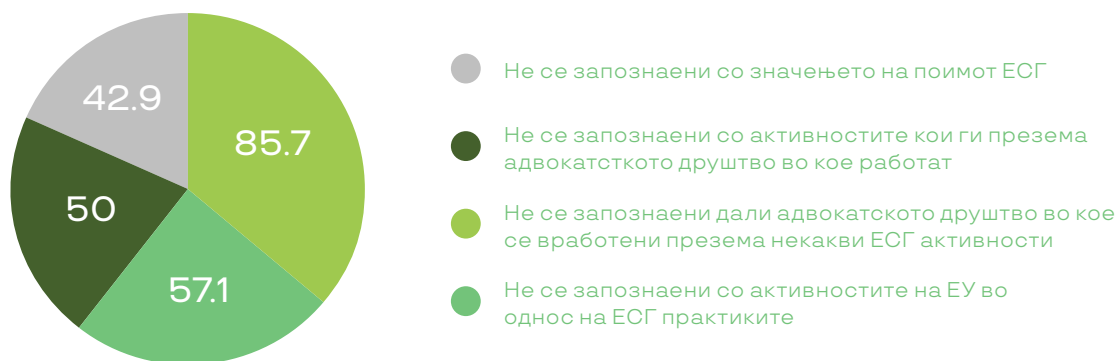 42.9
85.7
50
57.1
Не се запознаени со значењето на поимот ЕСГ
Не се запознаени со активностите кои ги презема
адвокатсткото друштво во кое работат
Не се запознаени дали адвокатското друштво во кое
се вработени презема некакви ЕСГ активности
Не се запознаени со активностите на ЕУ во
однос на ЕСГ практиките